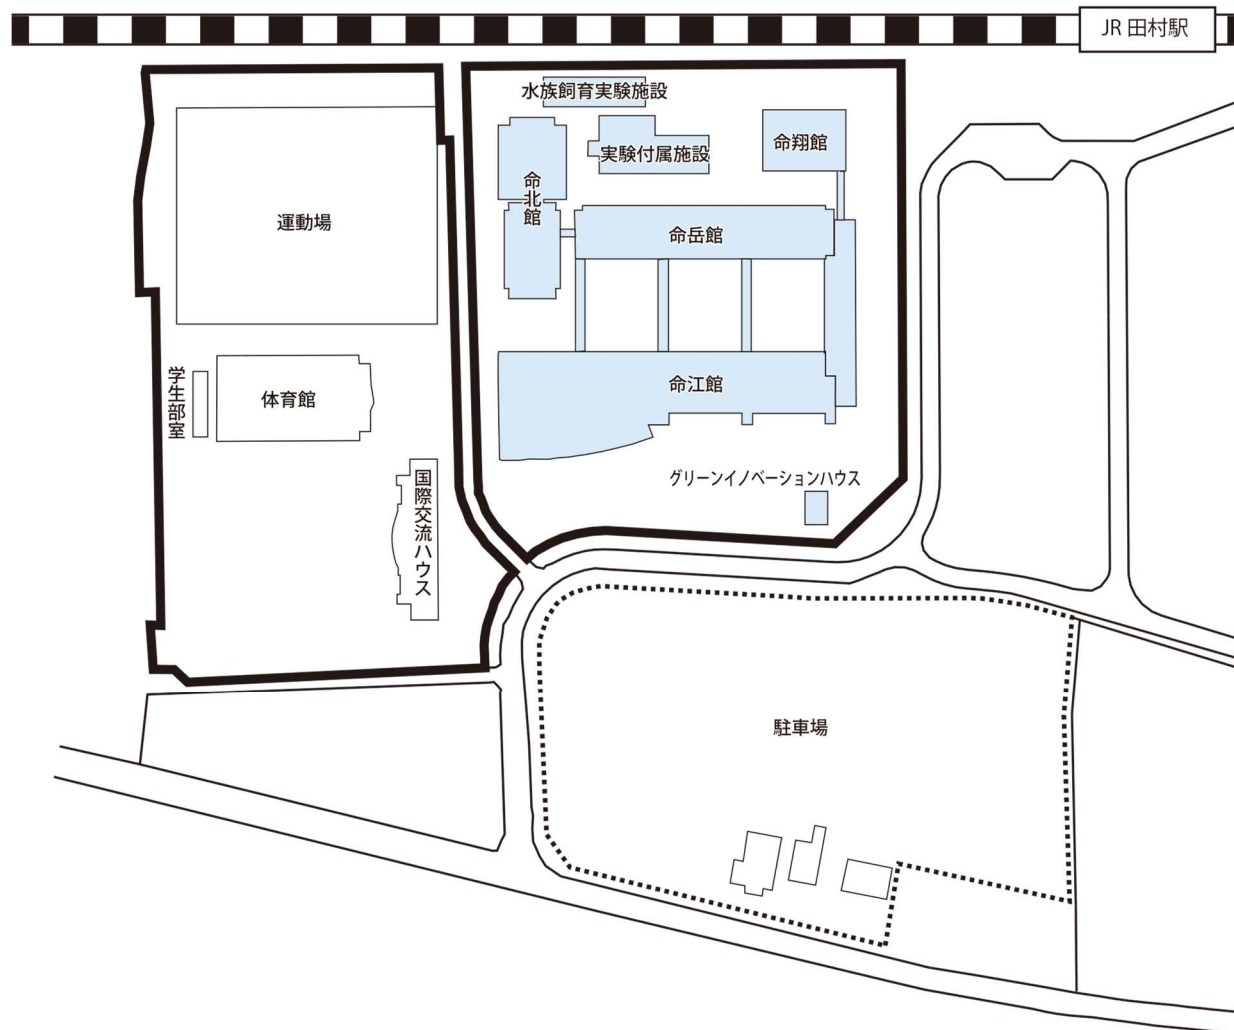 JR 田村駅
水族飼育実験施設
実験付属施設
命翔館
命北館
運動場
命岳館
学生部室
体育館
命江館
国際交流ハウス
グリーンイノベーションハウス
駐車場